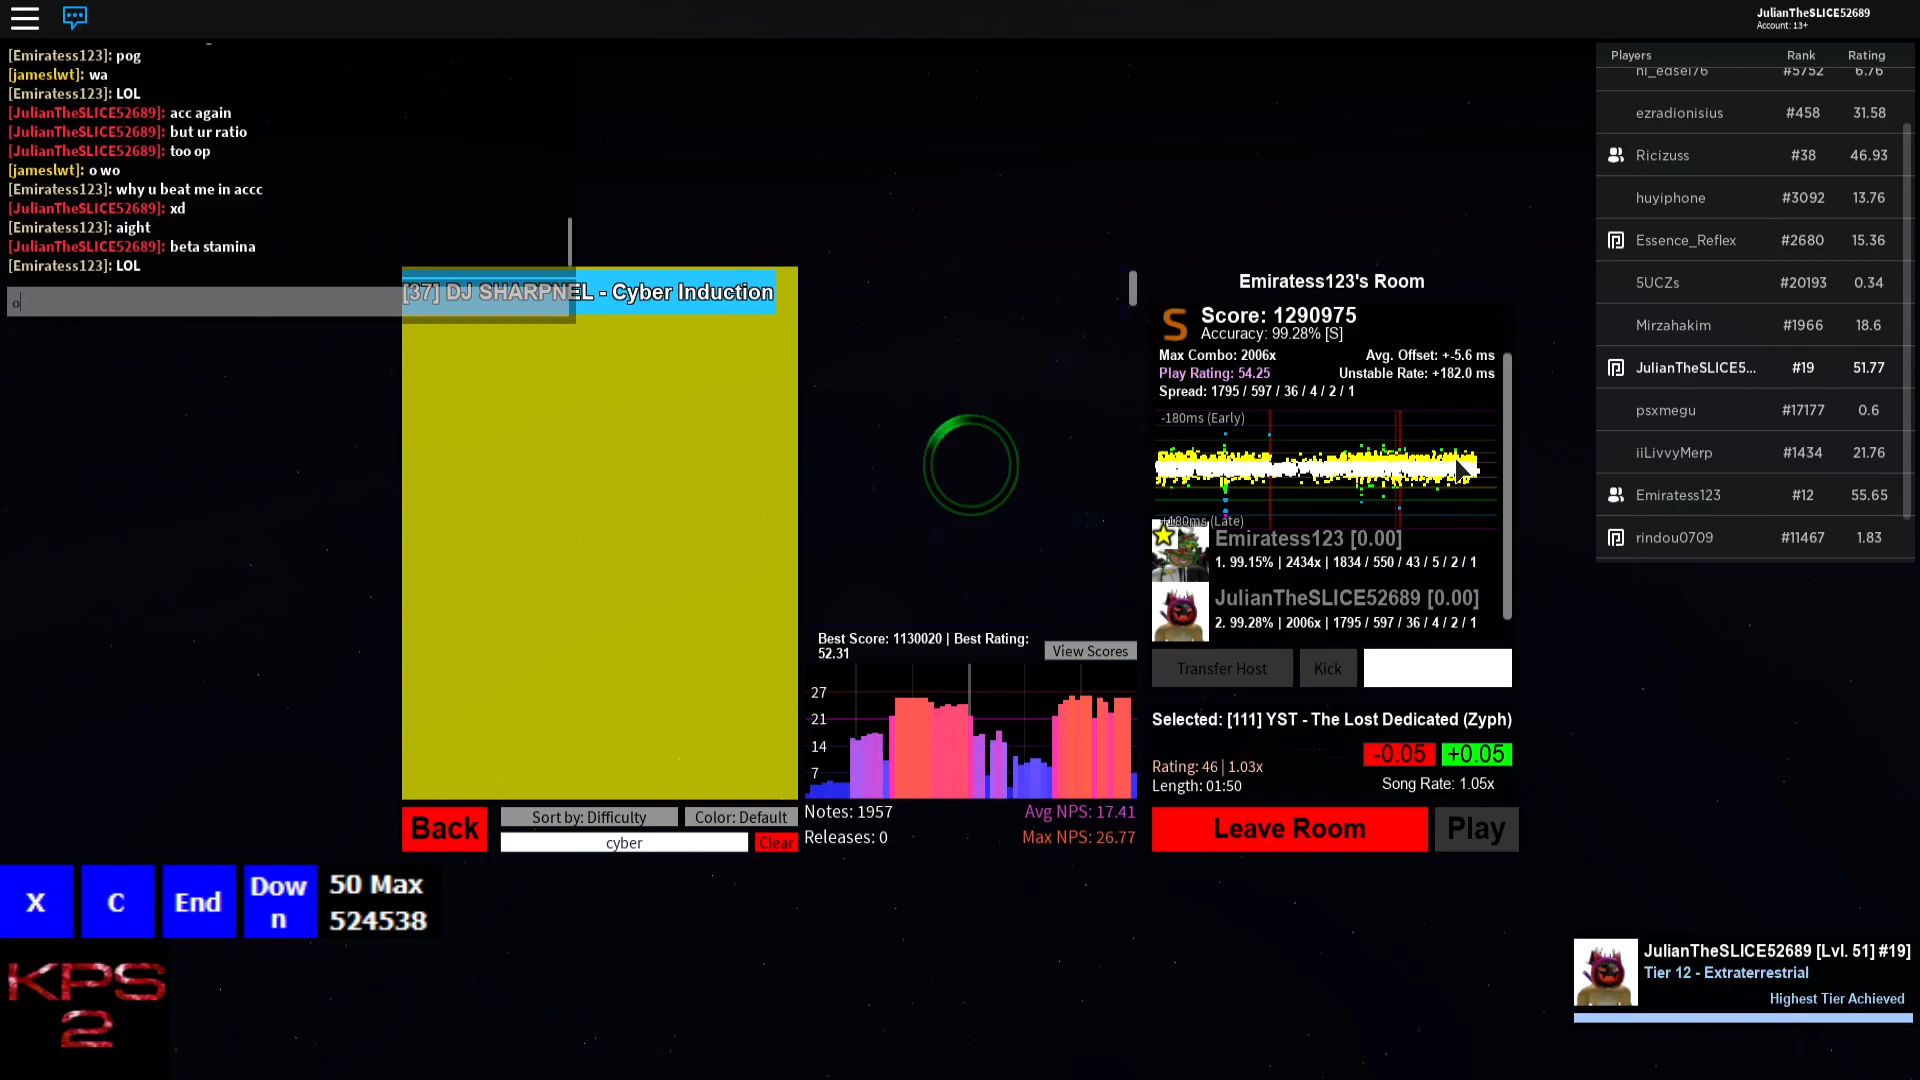 JulianTheSLICE52689
Account: 13+
[Emiratess123]: pog
[jameslwt]: wa
[Emiratess123]: LOL
[JulianTheSLICE52689]: acc again
[JulianTheSLICE52689]: but ur ratio
[JulianTheSLICE52689]: too op
[jameslwt]: o wo
[Emiratess123]: why u beat me in accc
[JulianTheSLICE52689]: xd
[Emiratess123]: aight
[JulianTheSLICE52689]: beta stamina
[Emiratess123]: LOL
o
[37] DJ SHARPNEL - Cyber Induction
Back
Sort by: Difficulty
Color: Default
cyber
Clear
Best Score: 1130020 | Best Rating:
52.31
View Scores
27
21
14
7
Notes: 1957
Avg NPS: 17.41
Releases: 0
Max NPS: 26.77
Emiratess123's Room
S
Score: 1290975
Accuracy: 99.28% [S]
Max Combo: 2006x
Avg. Offset: +-5.6 ms
Play Rating: 54.25
Unstable Rate: +182.0 ms
Spread: 1795 / 597 / 36 / 4 / 2 / 1
-180ms (Early)
+180ms (Late)
Emiratess123 [0.00]
1. 99.15% | 2434x | 1834 / 550 / 43 / 5 / 2 / 1
JulianTheSLICE52689 [0.00]
2. 99.28% | 2006x | 1795 / 597 / 36 / 4 / 2 / 1
Transfer Host
Kick
Selected: [111] YST - The Lost Dedicated (Zyph)
-0.05
+0.05
Rating: 46 | 1.03x
Length: 01:50
Song Rate: 1.05x
Leave Room
Play
Players Rank Rating
#5752 6.76
ezradionisius #458 31.58
Ricizuss #38 46.93
huyiphone #3092 13.76
Essence_Reflex #2680 15.36
5UCZs #20193 0.34
Mirzahakim #1966 18.6
JulianTheSLICE5... #19 51.77
psxmegu #17177 0.6
iiLivvyMerp #1434 21.76
Emiratess123 #12 55.65
rindou0709 #11467 1.83
X
C
End
Dow
n
50 Max
524538
KPS
2
JulianTheSLICE52689 [Lvl. 51] #19]
Tier 12 - Extraterrestrial
Highest Tier Achieved